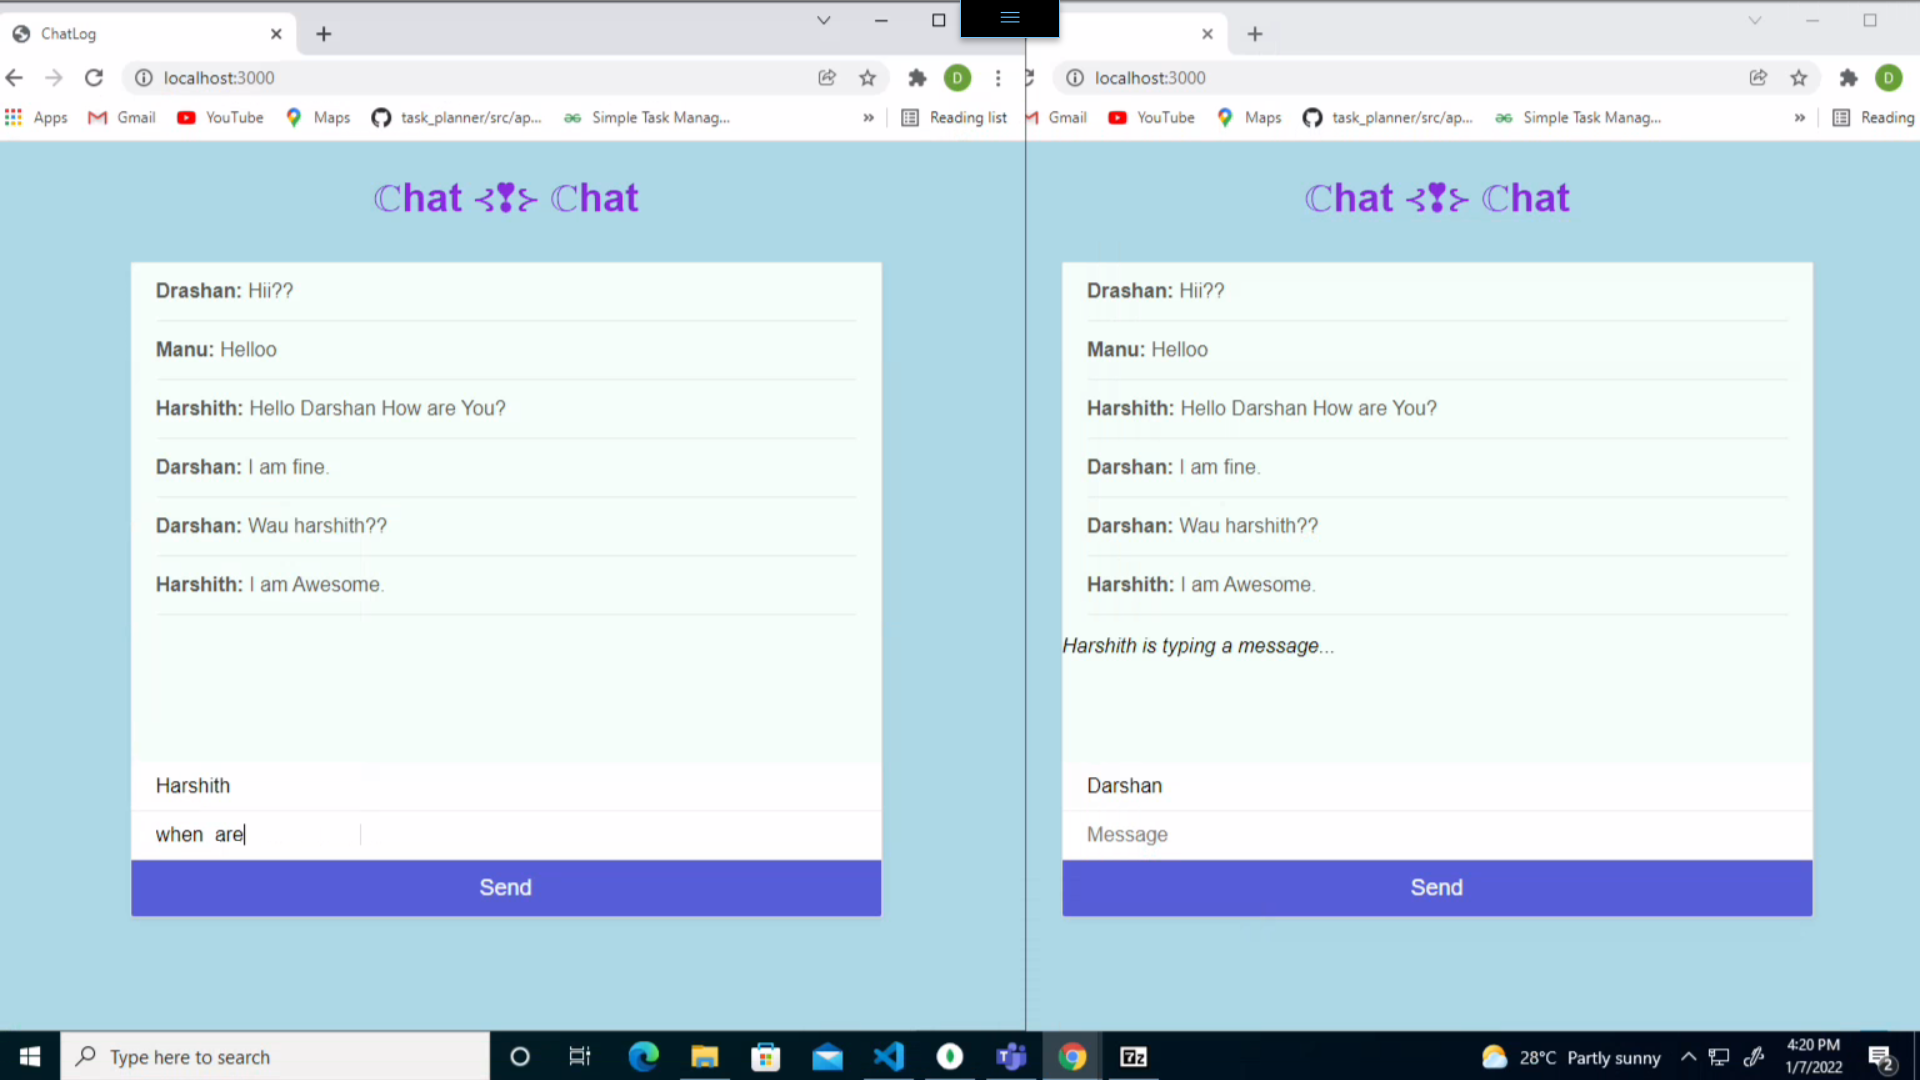 ChatLog
localhost:3000
localhost:3000
Apps Gmail YouTube Maps task_planner/src/ap... Simple Task Manag... » Reading list
Gmail YouTube Maps task_planner/src/ap... Simple Task Manag... » Reading
ℂhat ⊰❣⊱ ℂhat
Drashan: Hii??
Manu: Helloo
Harshith: Hello Darshan How are You?
Darshan: I am fine.
Darshan: Wau harshith??
Harshith: I am Awesome.
Harshith
when  are
Send
ℂhat ⊰❣⊱ ℂhat
Drashan: Hii??
Manu: Helloo
Harshith: Hello Darshan How are You?
Darshan: I am fine.
Darshan: Wau harshith??
Harshith: I am Awesome.
Harshith is typing a message...
Darshan
Message
Send
Type here to search
28°C Partly sunny
4:20 PM
1/7/2022
2
D
D
7z